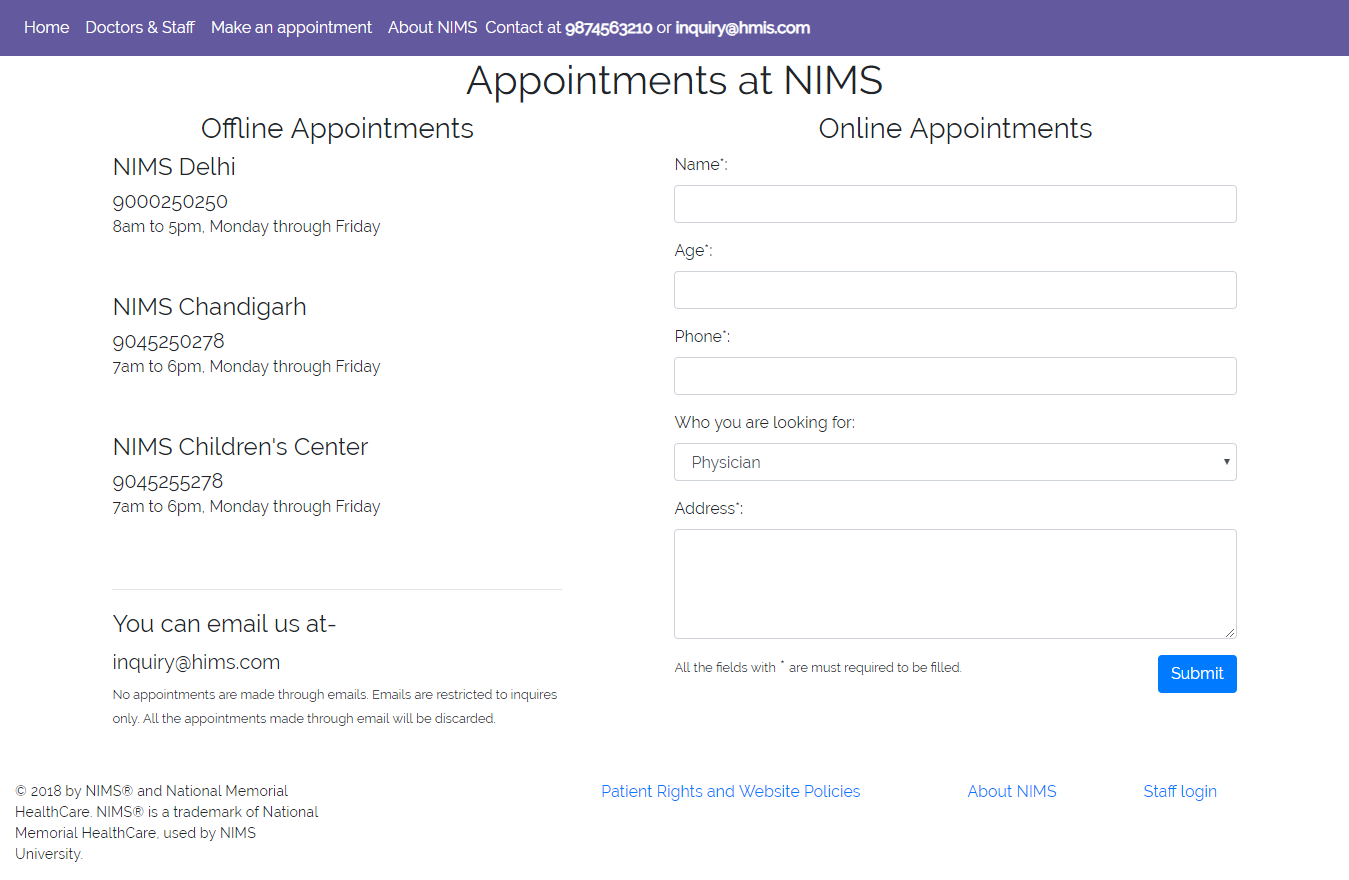 Home Doctors & Staff Make an appointment About NIMS Contact at 9874563210 or inquiry@hmis.com
Appointments at NIMS
Offline Appointments
NIMS Delhi
9000250250
8am to 5pm, Monday through Friday
NIMS Chandigarh
9045250278
7am to 6pm, Monday through Friday
NIMS Children's Center
9045255278
7am to 6pm, Monday through Friday
You can email us at-
inquiry@hims.com
No appointments are made through emails. Emails are restricted to inquires
only. All the appointments made through email will be discarded.
Online Appointments
Name*:
Age*:
Phone*:
Who you are looking for:
Physician
Address*:
All the fields with * are must required to be filled.
Submit
© 2018 by NIMS® and National Memorial
HealthCare. NIMS® is a trademark of National
Memorial HealthCare, used by NIMS
University.
Patient Rights and Website Policies
About NIMS
Staff login